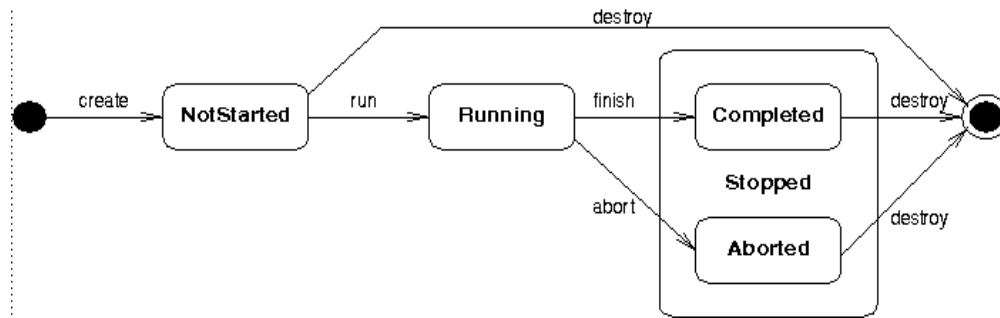 destroy
create
NotStarted
run
Running
finish
Completed
destroy
Stopped
abort
Aborted
destroy